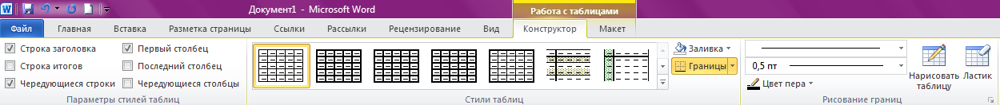 Документ1 - Microsoft Word
Работа с таблицами
Файл Главная Вставка Разметка страницы Ссылки Рассылки Рецензирование Вид Конструктор Макет
Строка заголовка Первый столбец
Строка итогов Последний столбец
Чередующиеся строки Чередующиеся столбцы
Параметры стилей таблиц
Заливка
Границы
Стили таблиц
0,5 пт
Цвет пера
Нарисовать таблицу
Ластик
Рисование границ